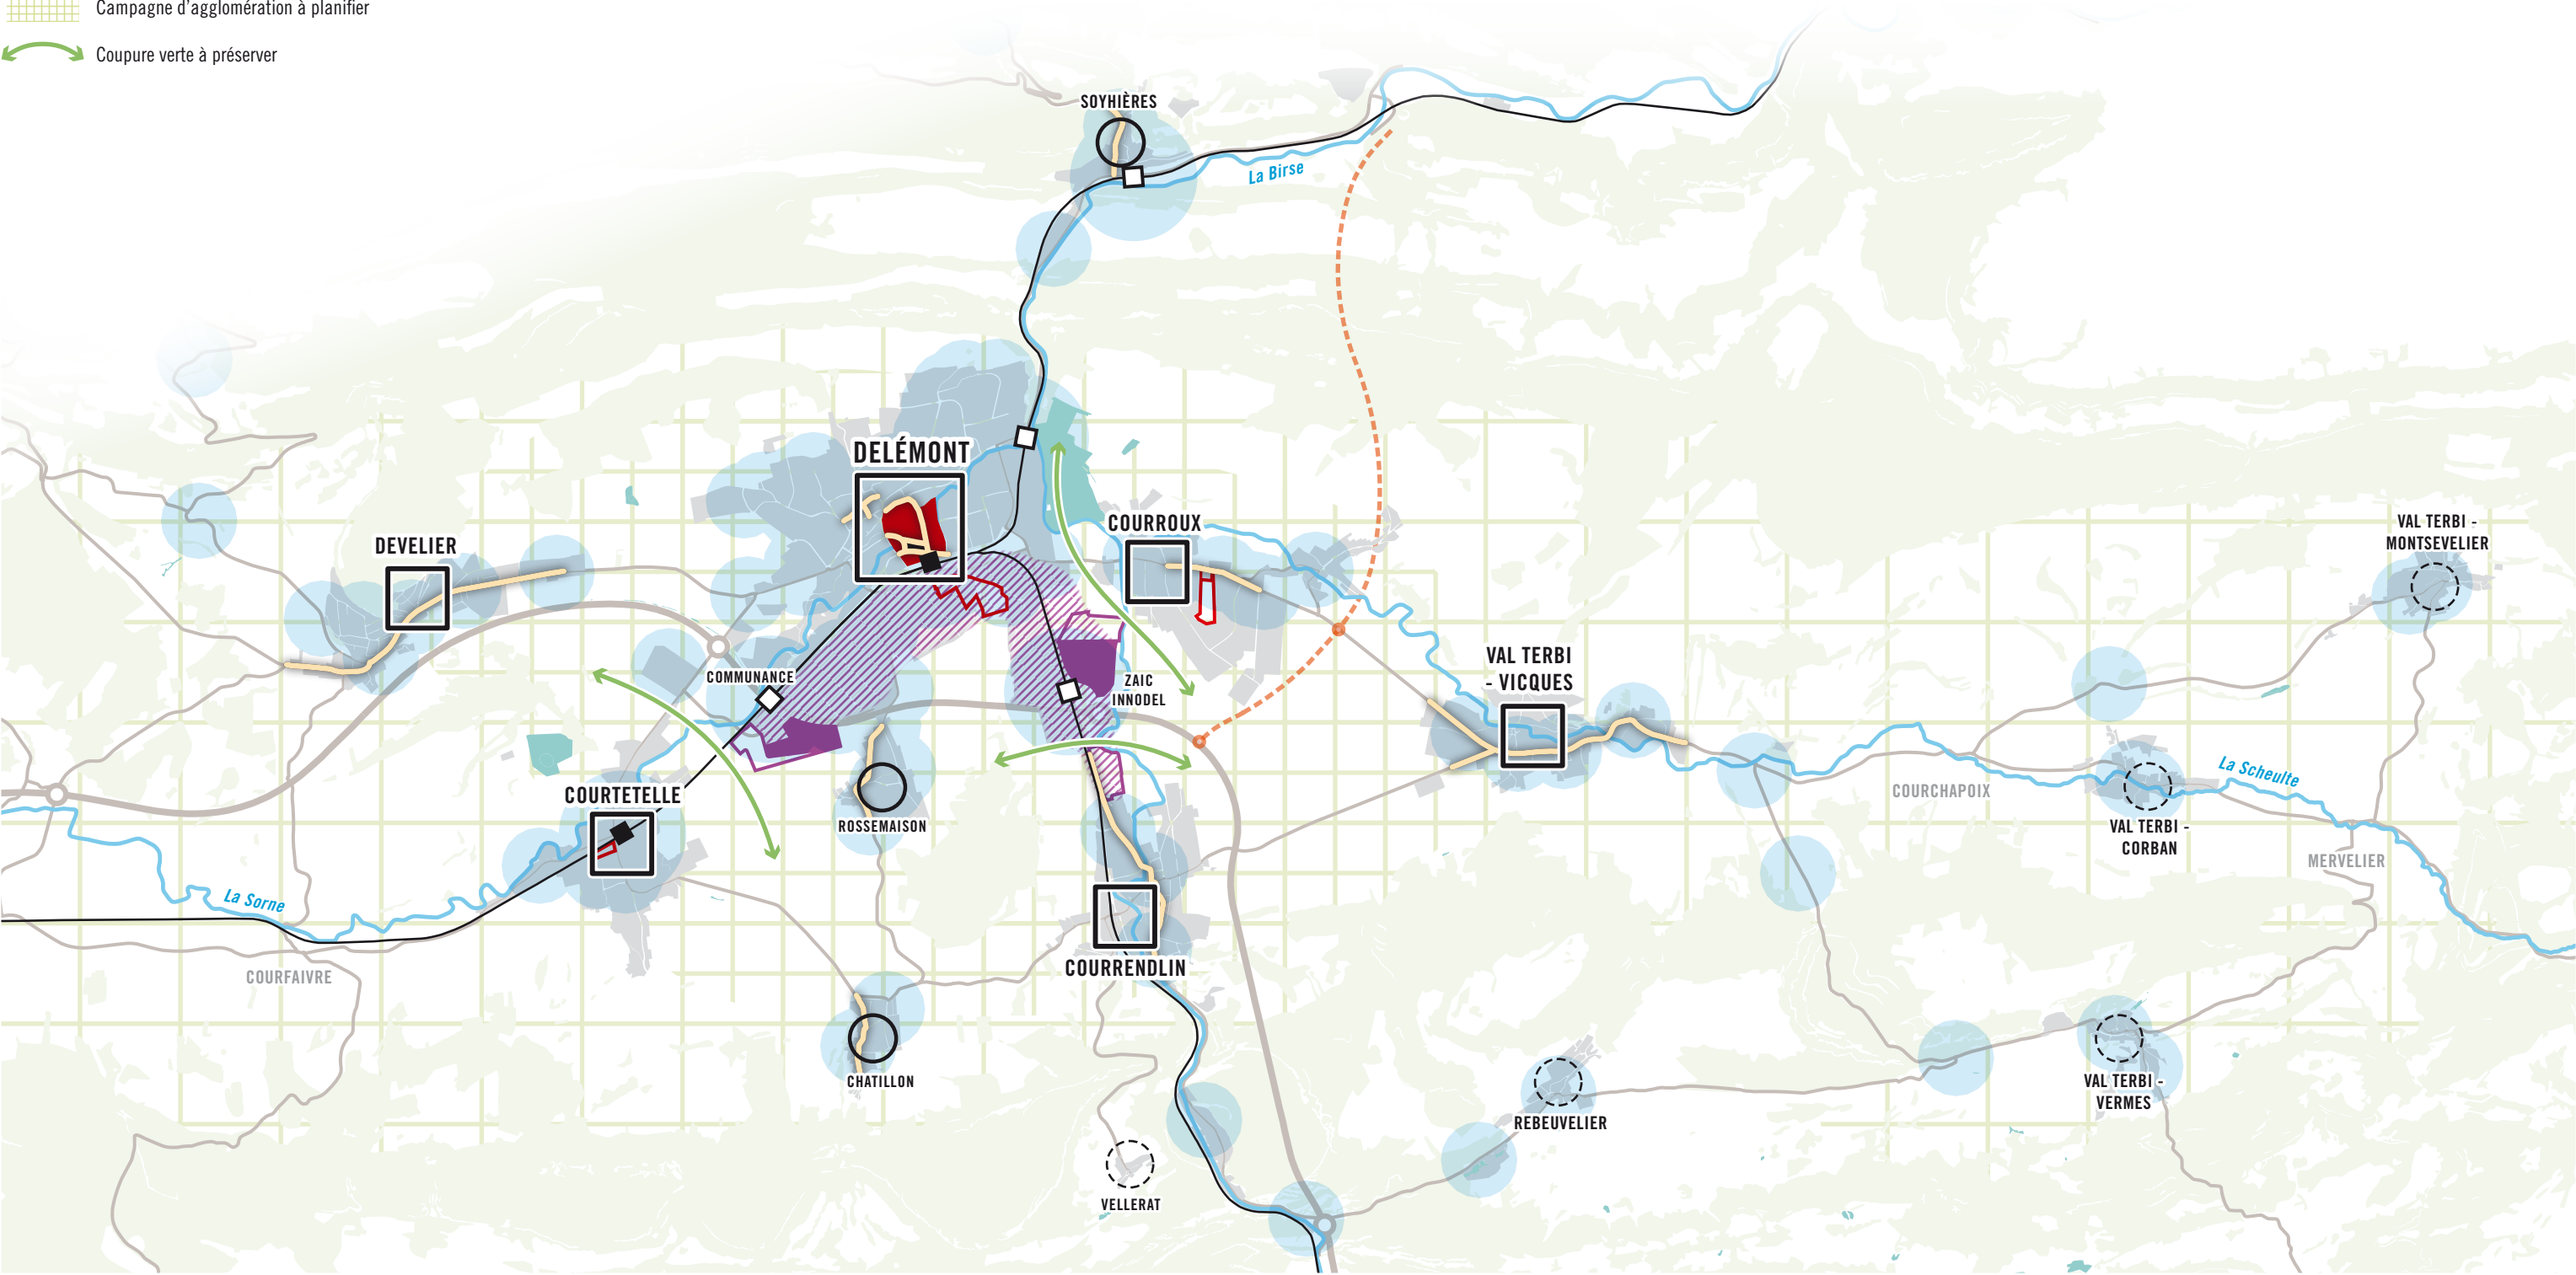 Campagne d'agglomération à planifier
Coupure verte à préserver
SOYHIÈRES
La Birse
DELÉMONT
COURROUX
VAL TERBI -
MONTSEVELIER
DEVELIER
COMMUNANCE
ZAIC
INNODEL
VAL TERBI
- VICQUES
COURTETELLE
ROSSEMAISON
COURCHAPOIX
La Scheulte
VAL TERBI -
CORBAN
MERVELIER
La Sorne
COURFAIVRE
COURRENDLIN
CHATILLON
REBEUVELIER
VAL TERBI -
VERMES
VELLERAT